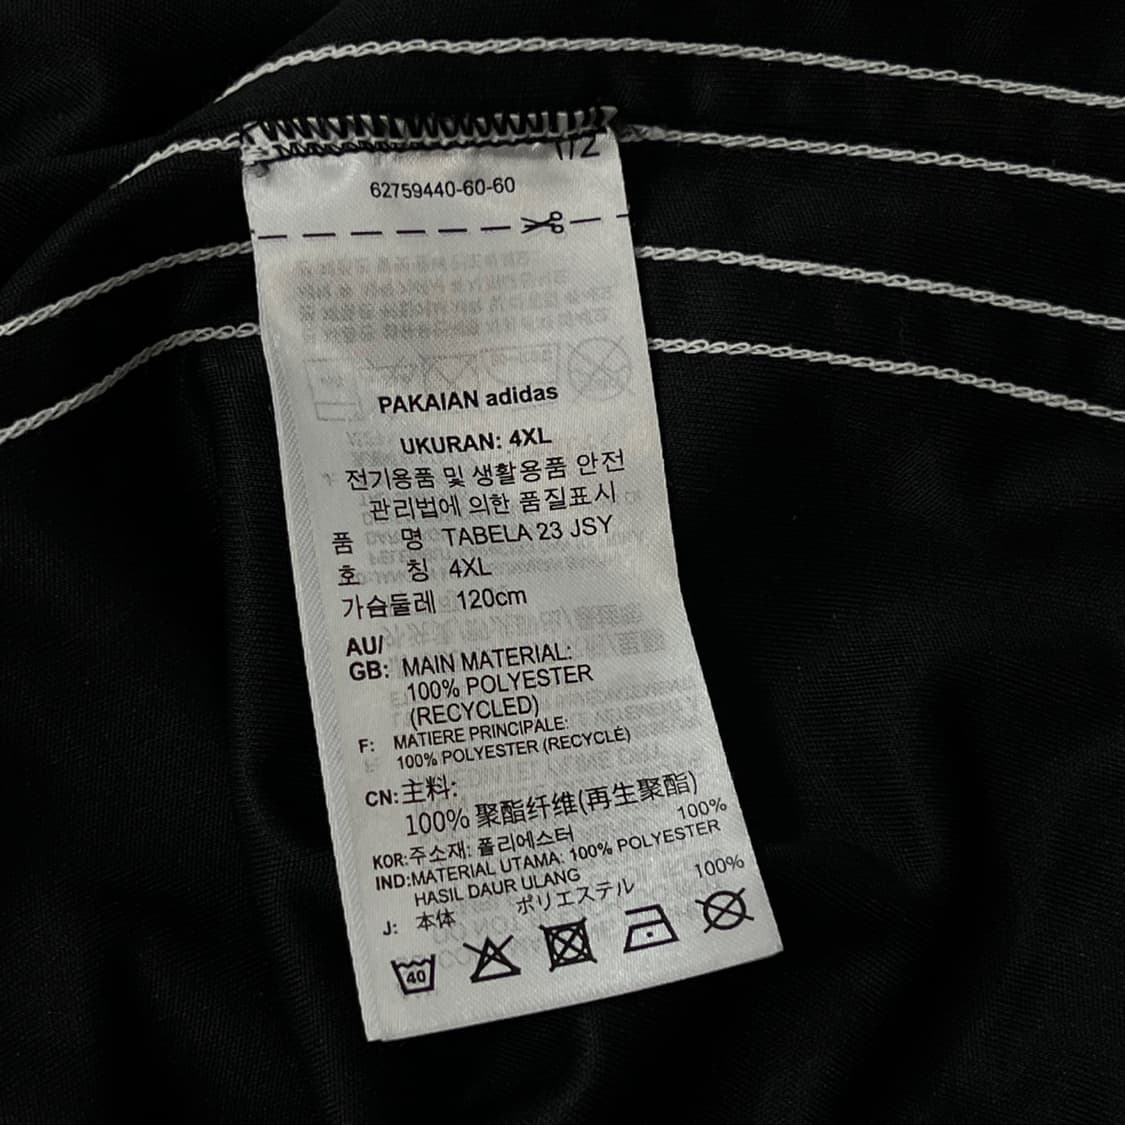 1/2
62759440-60-60
PAKAIAN adidas
UKURAN: 4XL
전기용품 및 생활용품 안전
관리법에 의한 품질표시
품 명 TABELA 23 JSY
호 칭 4XL
가슴둘레 120cm
AU/
GB: MAIN MATERIAL:
100% POLYESTER
(RECYCLED)
F: MATIERE PRINCIPALE:
100% POLYESTER (RECYCLÉ)
CN: 主料:
100% 聚酯纤维(再生聚酯)
KOR:주소재: 폴리에스터 100%
IND:MATERIAL UTAMA: 100% POLYESTER
HASIL DAUR ULANG
J: 本体 ポリエステル 100%
40